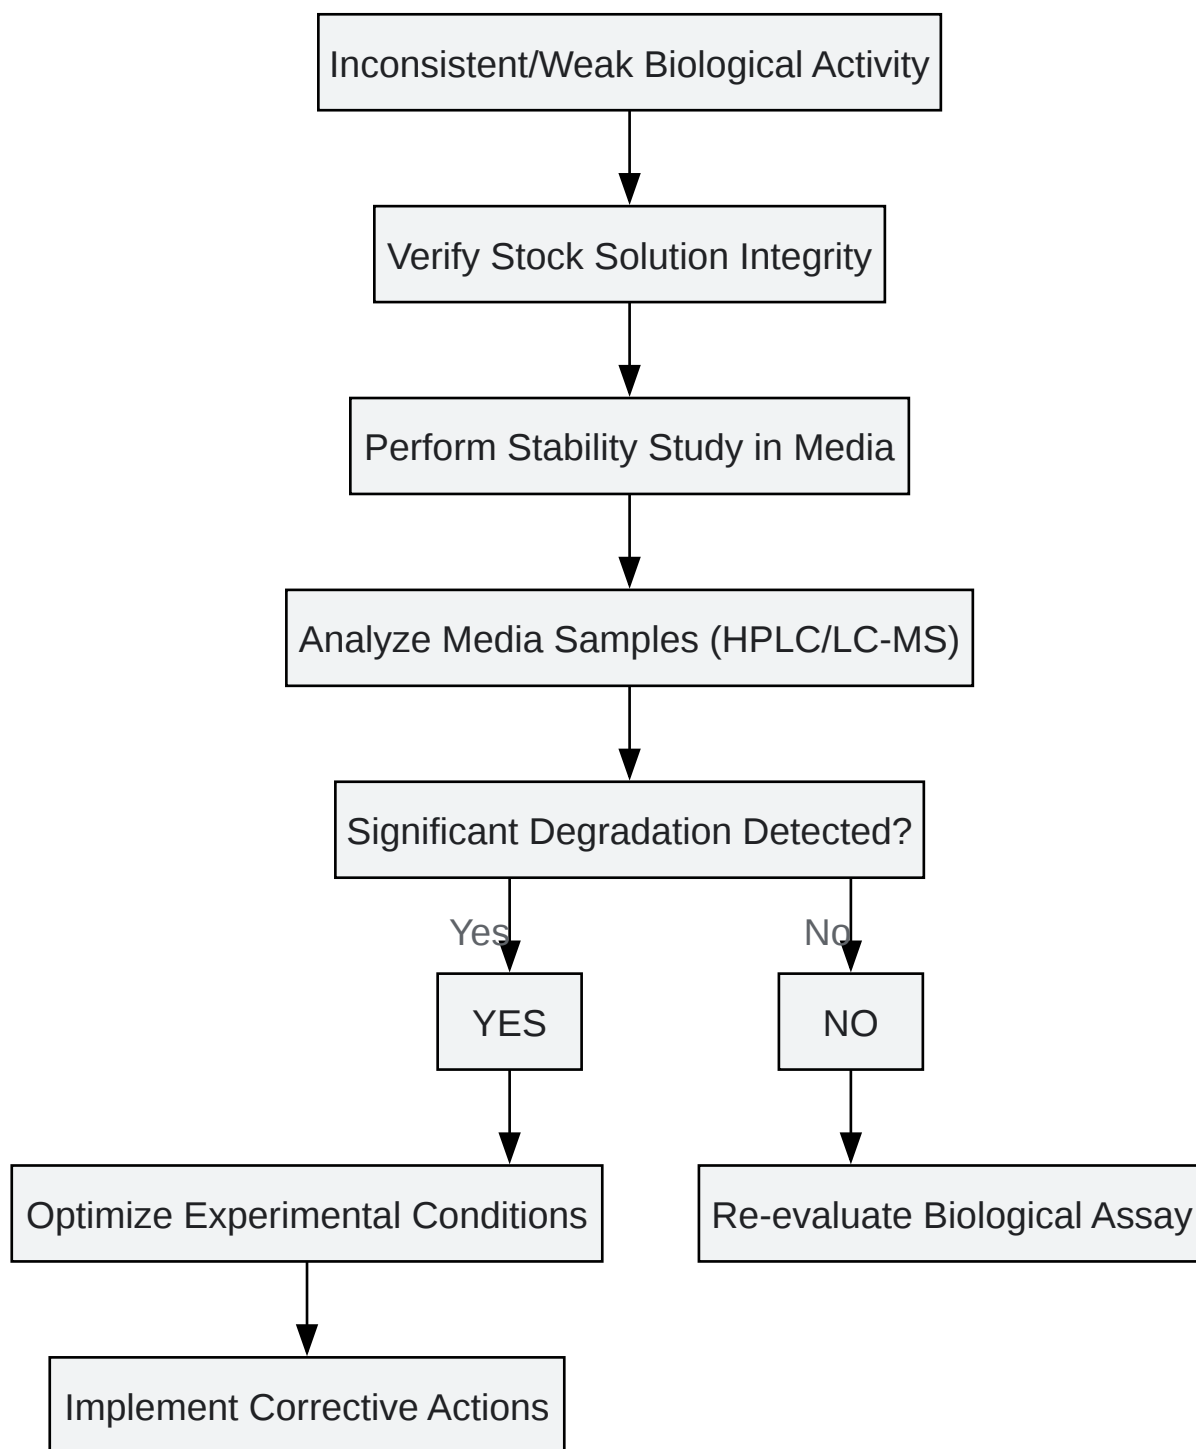 Inconsistent/Weak Biological Activity
Verify Stock Solution Integrity
Perform Stability Study in Media
Analyze Media Samples (HPLC/LC-MS)
Significant Degradation Detected?
Yes
No
YES
NO
Optimize Experimental Conditions
Re-evaluate Biological Assay
Implement Corrective Actions